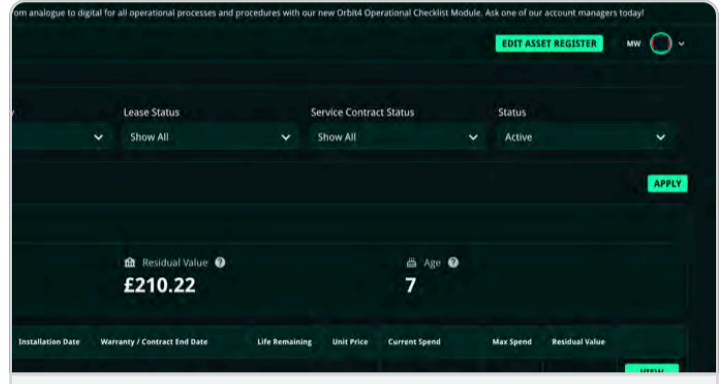 om analogue to digital for all operational processes and procedures with our new Orbit4 Operational Checklist Module. Ask one of our account managers today!
EDIT ASSET REGISTER MW
Lease Status Service Contract Status Status
Show All Show All Active
APPLY
Residual Value Age
£210.22 7
Installation Date Warranty / Contract End Date Life Remaining Unit Price Current Spend Max Spend Residual Value
VIEW